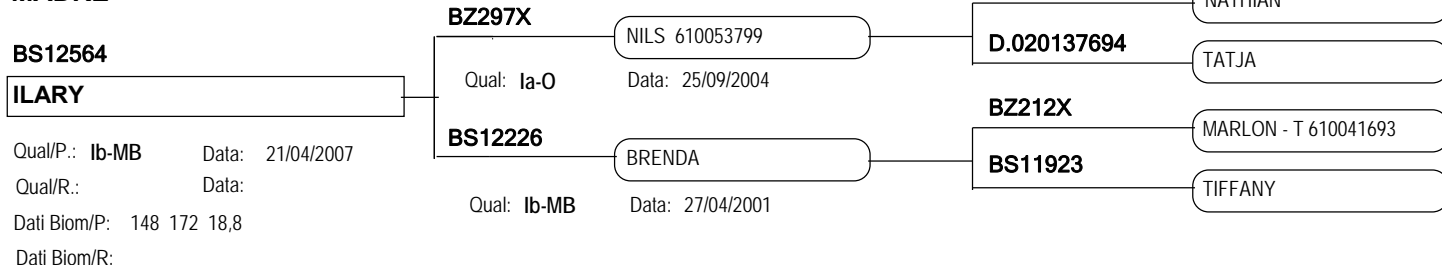 BZ297X
NATHIAN
NILS 610053799
D.020137694
BS12564
TATJA
Qual: Ia-O Data: 25/09/2004
ILARY
BZ212X
MARLON - T 610041693
BS12226
Qual/P.: Ib-MB Data: 21/04/2007
BRENDA
BS11923
Qual/R.: Data:
TIFFANY
Qual: Ib-MB Data: 27/04/2001
Dati Biom/P: 148 172 18,8
Dati Biom/R: